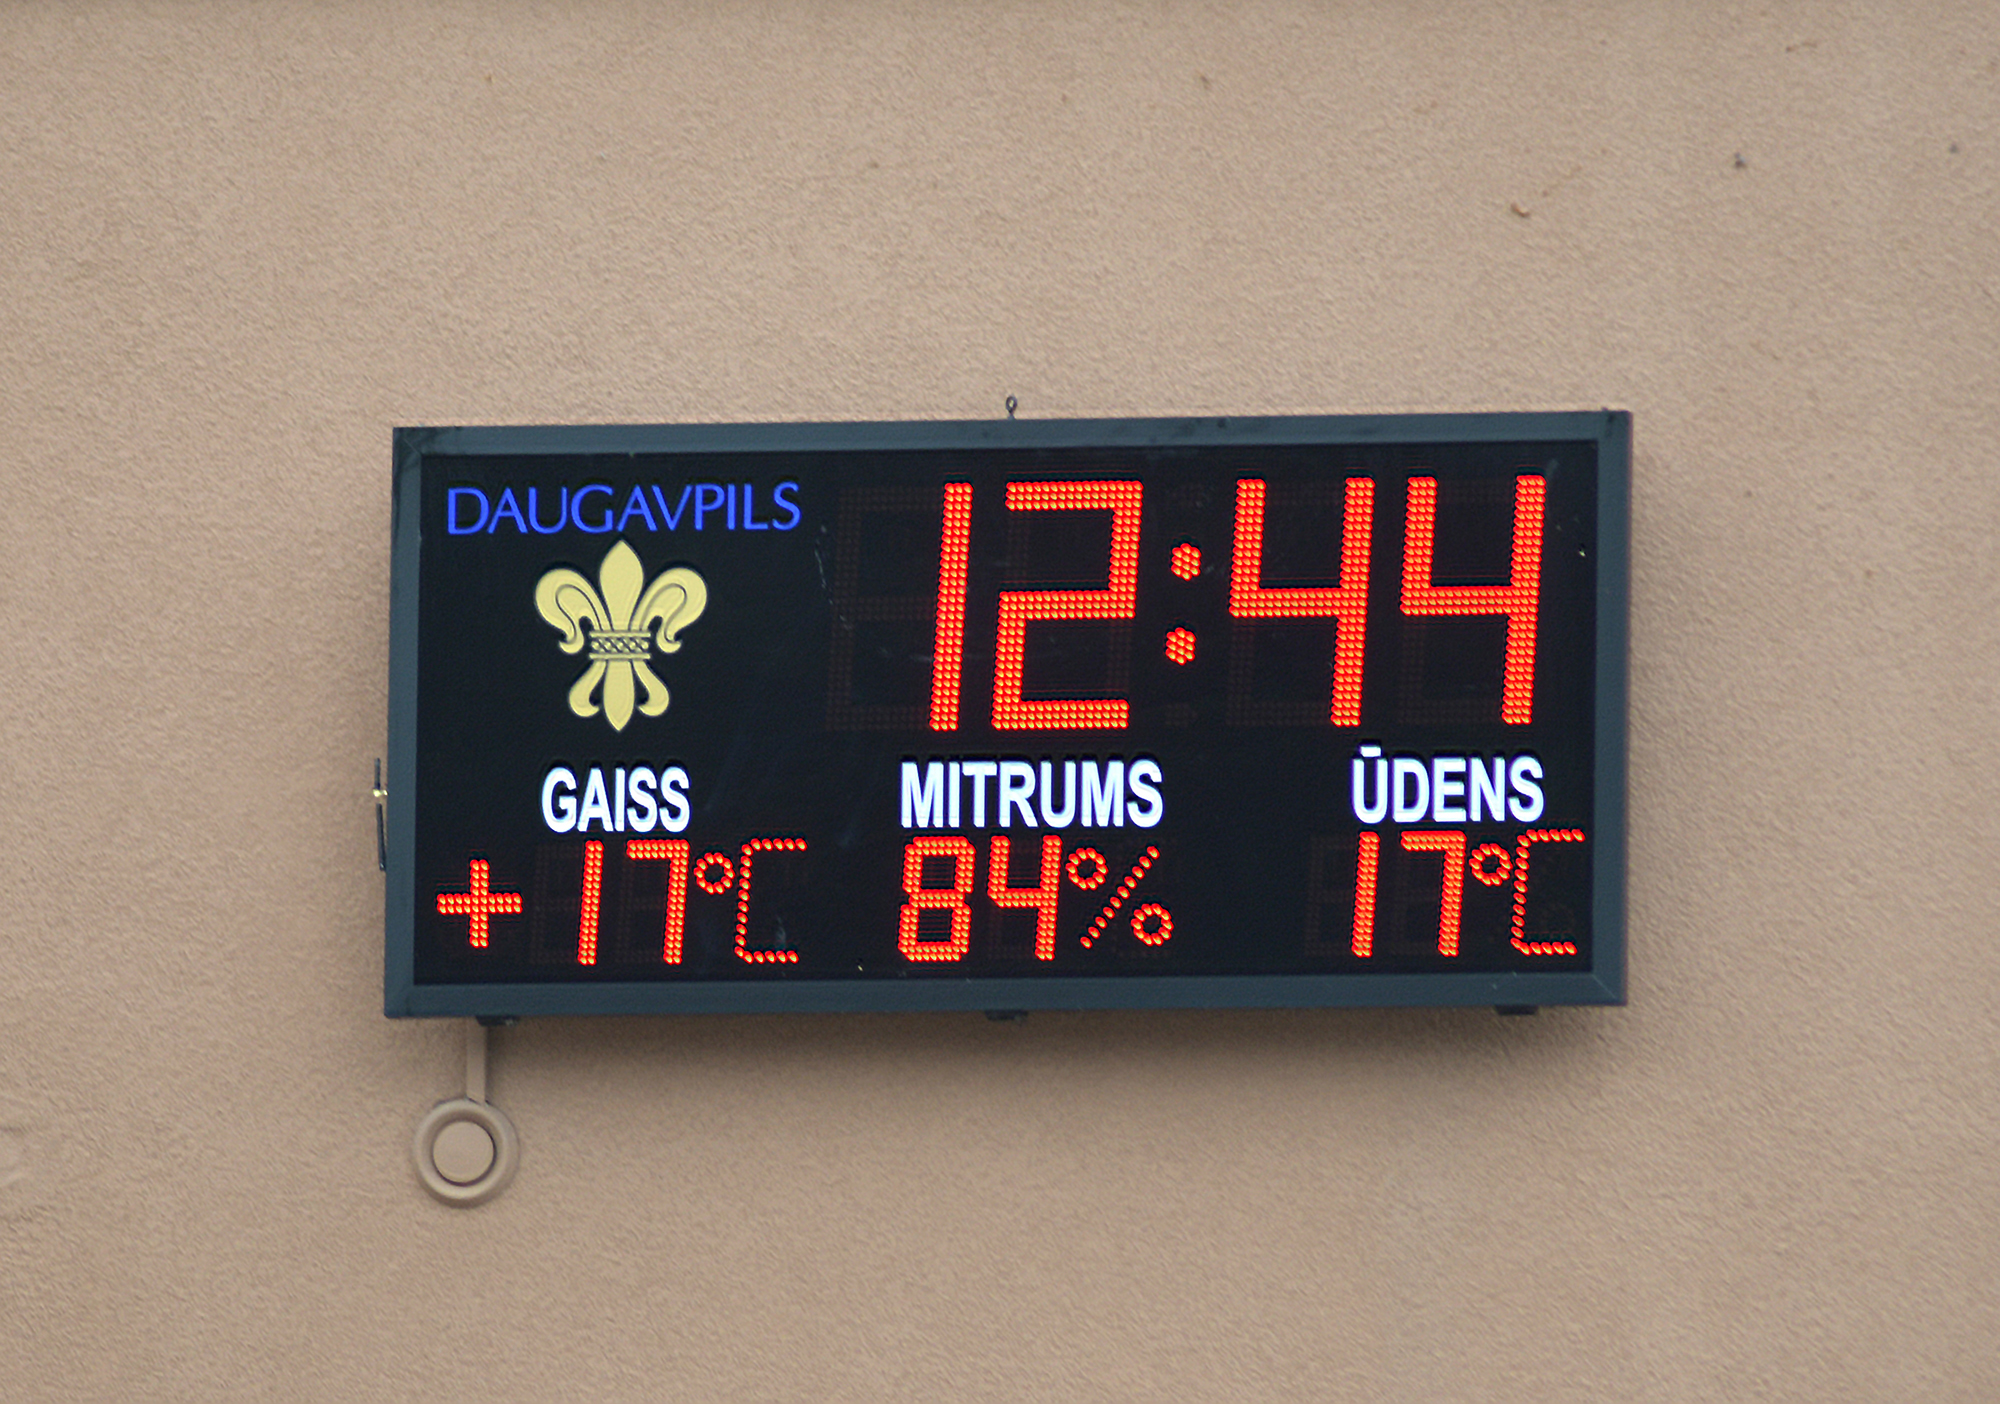 DAUGAVPILS
12:44
GAISS MITRUMS ŪDENS
+17°C 84% 17°C